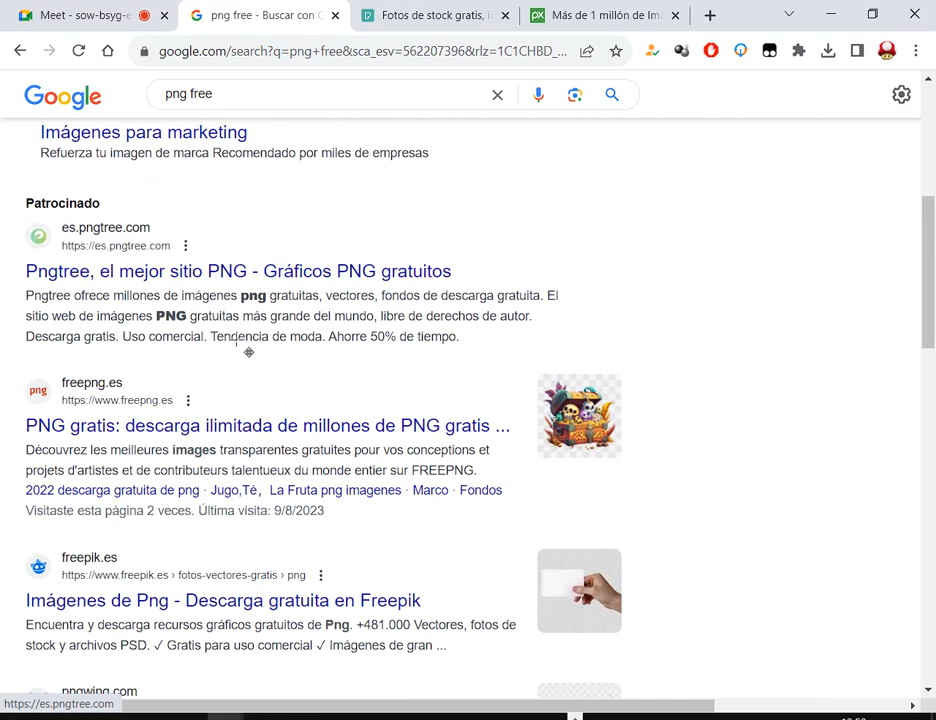 Meet - sow-bsyg-e
png free - Buscar con G
Fotos de stock gratis, i
Más de 1 millón de Im
google.com/search?q=png+free&sca_esv=562207396&rlz=1C1CHBD_...
Google
png free
Imágenes para marketing
Refuerza tu imagen de marca Recomendado por miles de empresas
Patrocinado
es.pngtree.com
https://es.pngtree.com
Pngtree, el mejor sitio PNG - Gráficos PNG gratuitos
Pngtree ofrece millones de imágenes png gratuitas, vectores, fondos de descarga gratuita. El
sitio web de imágenes PNG gratuitas más grande del mundo, libre de derechos de autor.
Descarga gratis. Uso comercial. Tendencia de moda. Ahorre 50% de tiempo.
png
freepng.es
https://www.freepng.es
PNG gratis: descarga ilimitada de millones de PNG gratis ...
Découvrez les meilleures images transparentes gratuites pour vos conceptions et
projets d'artistes et de contributeurs talentueux du monde entier sur FREEPNG.
2022 descarga gratuita de png · Jugo,Té, La Fruta png imagenes · Marco · Fondos
Visitaste esta página 2 veces. Última visita: 9/8/2023
freepik.es
https://www.freepik.es › fotos-vectores-gratis › png
Imágenes de Png - Descarga gratuita en Freepik
Encuentra y descarga recursos gráficos gratuitos de Png. +481.000 Vectores, fotos de
stock y archivos PSD. ✓ Gratis para uso comercial ✓ Imágenes de gran ...
pngwing.com
https://es.pngtree.com